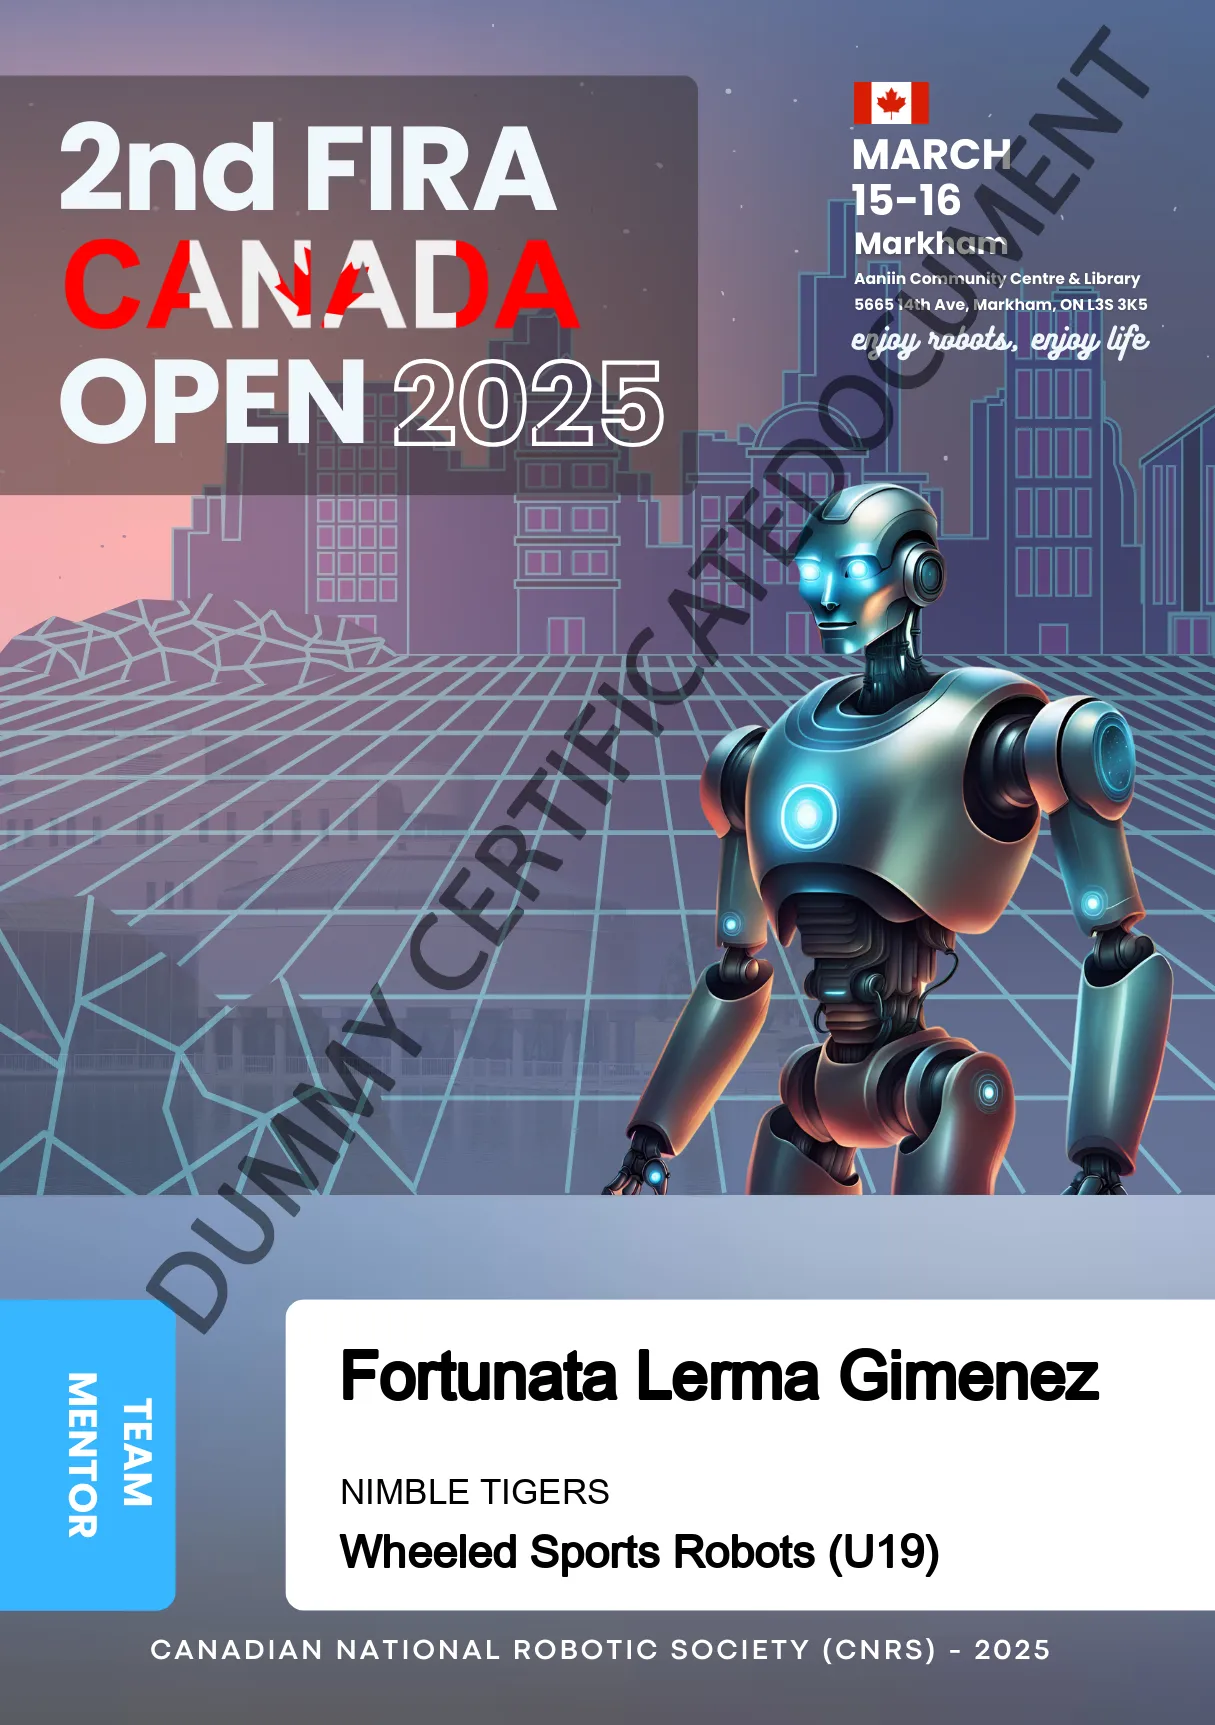 2nd FIRA
CANADA
OPEN 2025
MARCH
15-16
Markham
Aaniin Community Centre & Library
5665 14th Ave, Markham, ON L3S 3K5
enjoy robots, enjoy life
DUMMY CERTIFICATEDOCUMENT
TEAM
MENTOR
Fortunata Lerma Gimenez
NIMBLE TIGERS
Wheeled Sports Robots (U19)
CANADIAN NATIONAL ROBOTIC SOCIETY (CNRS) - 2025